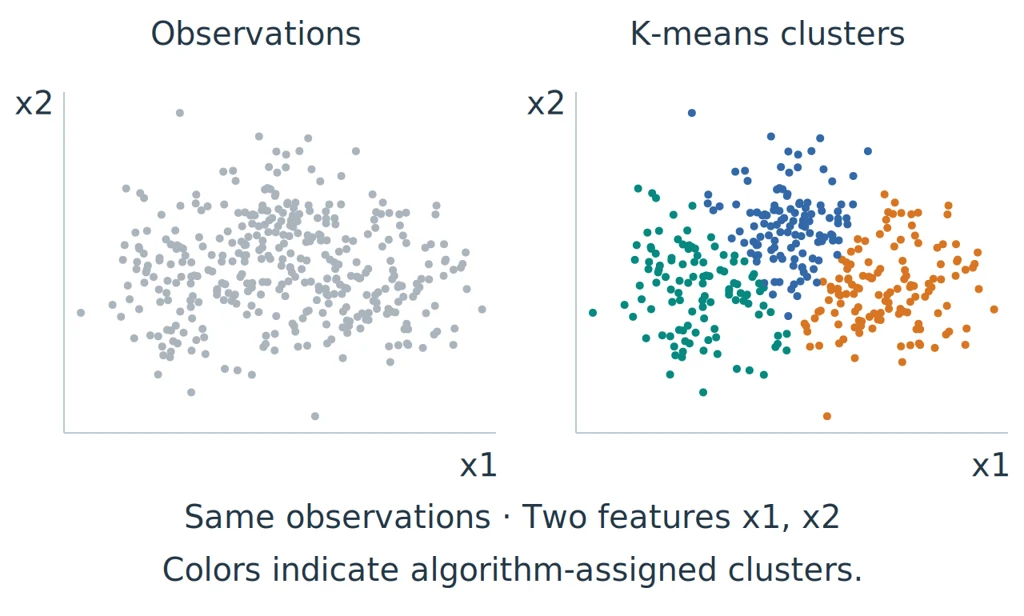 Observations
K-means clusters
x2
x2
x1
x1
Same observations · Two features x1, x2
Colors indicate algorithm-assigned clusters.